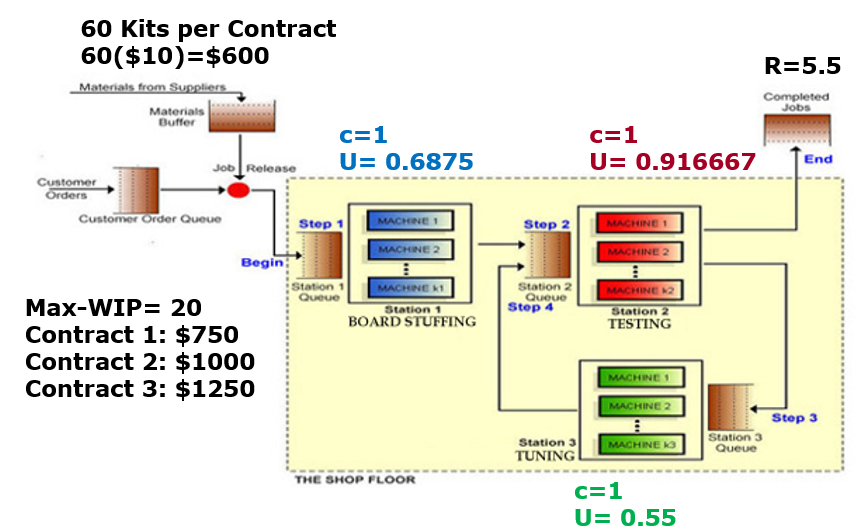 60 Kits per Contract
60($10)=$600
R=5.5
Materials from Suppliers
Materials
Buffer
Completed
Jobs
c=1
U= 0.6875
c=1
U= 0.916667
Job Release
End
Customer
Orders
Customer Order Queue
Step 1
MACHINE 1
MACHINE 2
MACHINE k1
Begin
Station 1
Queue
Station 1
BOARD STUFFING
Step 2
MACHINE 1
MACHINE 2
MACHINE k2
Station 2
Queue
Step 4
Station 2
TESTING
Max-WIP= 20
Contract 1: $750
Contract 2: $1000
Contract 3: $1250
MACHINE 1
MACHINE 2
MACHINE k3
Step 3
Station 3
Queue
Station 3
TUNING
THE SHOP FLOOR
c=1
U= 0.55